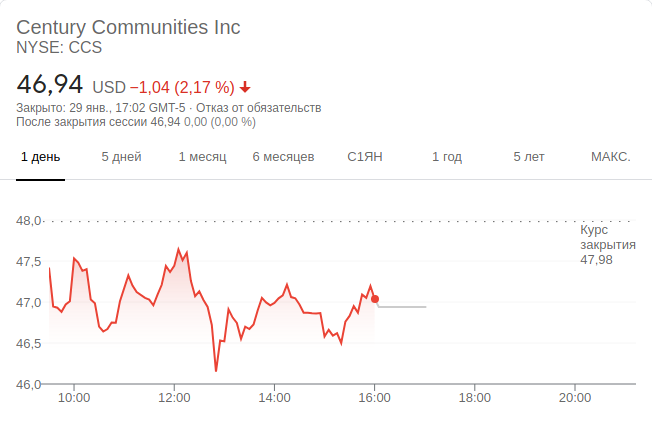 Century Communities Inc
NYSE: CCS
46,94 USD −1,04 (2,17 %)
Закрыто: 29 янв., 17:02 GMT-5 · Отказ от обязательств
После закрытия сессии 46,94 0,00 (0,00 %)
1 день 5 дней 1 месяц 6 месяцев С1ЯН 1 год 5 лет МАКС.
48,0
Курс
закрытия
47,98
47,5
47,0
46,5
46,0
10:00 12:00 14:00 16:00 18:00 20:00